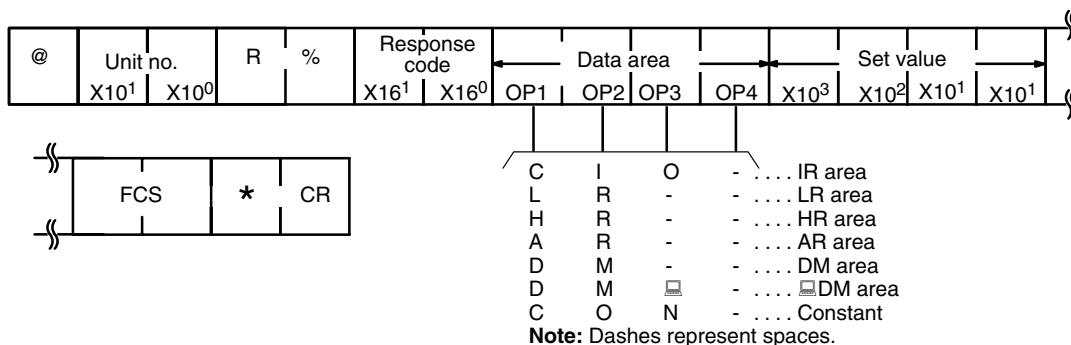 @ Unit no. R % Response code Data area Set value
X10¹ X10⁰ X16¹ X16⁰ OP1 OP2 OP3 OP4 X10³ X10² X10¹ X10¹
FCS * CR
C I O - . . . . IR area
L R - - . . . . LR area
H R - - . . . . HR area
A R - - . . . . AR area
D M - - . . . . DM area
D M 💻 - . . . . 💻DM area
C O N - . . . . Constant
Note: Dashes represent spaces.